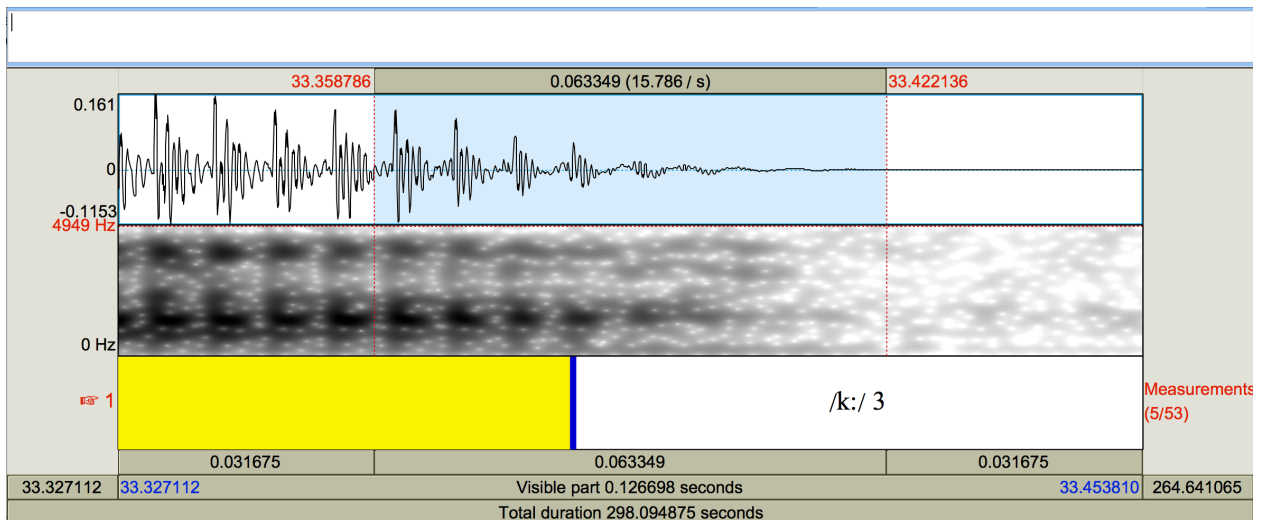 33.358786 0.063349 (15.786 / s) 33.422136
0.161
0
-0.1153
4949 Hz
0 Hz
☞ 1 /k:/ 3 Measurements
(5/53)
0.031675 0.063349 0.031675
33.327112 33.327112 Visible part 0.126698 seconds 33.453810 264.641065
Total duration 298.094875 seconds